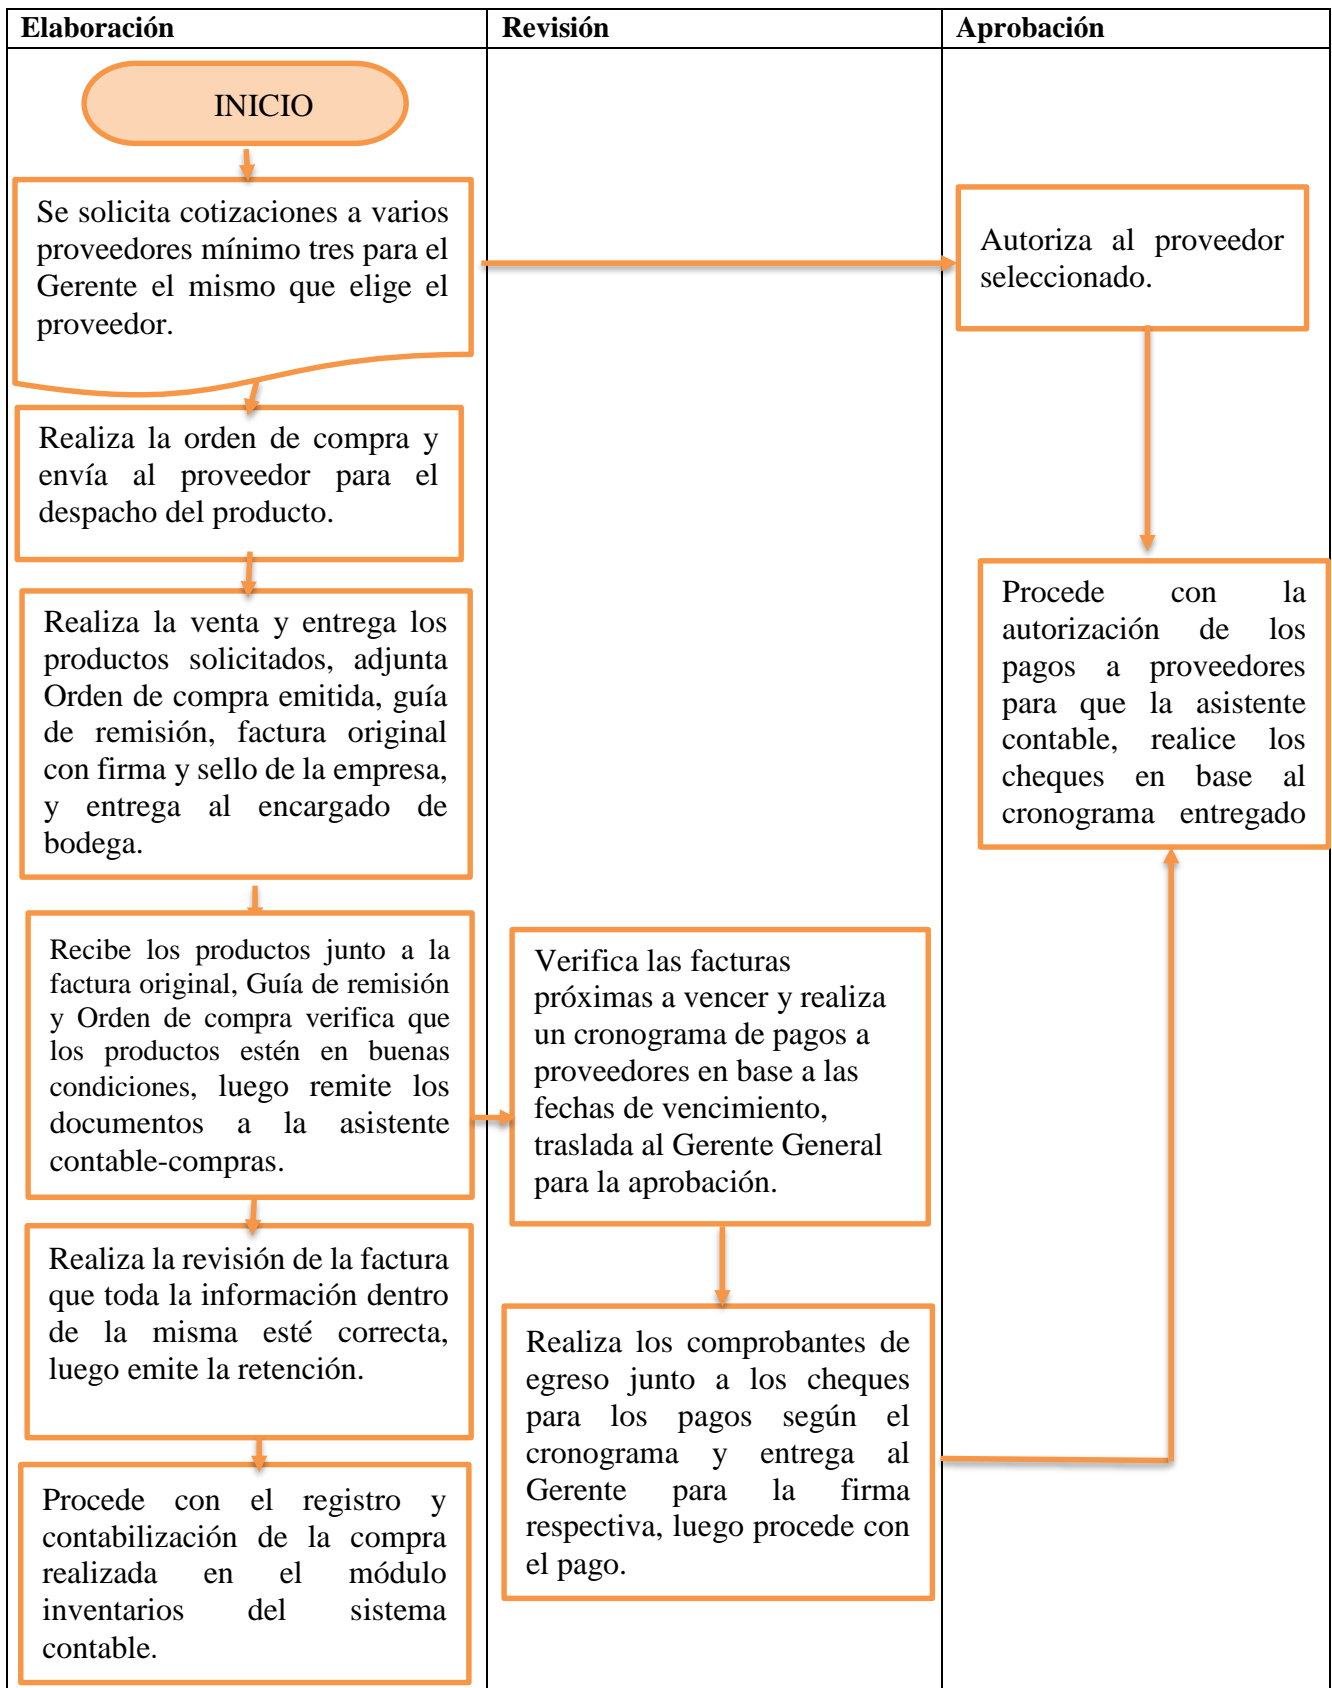 Elaboración
Revisión
Aprobación
INICIO
Se solicita cotizaciones a varios
proveedores mínimo tres para el
Gerente el mismo que elige el
proveedor.
Autoriza al proveedor
seleccionado.
Realiza la orden de compra y
envía al proveedor para el
despacho del producto.
Realiza la venta y entrega los
productos solicitados, adjunta
Orden de compra emitida, guía
de remisión, factura original
con firma y sello de la empresa,
y entrega al encargado de
bodega.
Procede con la
autorización de los
pagos a proveedores
para que la asistente
contable, realice los
cheques en base al
cronograma entregado
Recibe los productos junto a la
factura original, Guía de remisión
y Orden de compra verifica que
los productos estén en buenas
condiciones, luego remite los
documentos a la asistente
contable-compras.
Verifica las facturas
próximas a vencer y realiza
un cronograma de pagos a
proveedores en base a las
fechas de vencimiento,
traslada al Gerente General
para la aprobación.
Realiza la revisión de la factura
que toda la información dentro
de la misma esté correcta,
luego emite la retención.
Realiza los comprobantes de
egreso junto a los cheques
para los pagos según el
cronograma y entrega al
Gerente para la firma
respectiva, luego procede con
el pago.
Procede con el registro y
contabilización de la compra
realizada en el módulo
inventarios del sistema
contable.